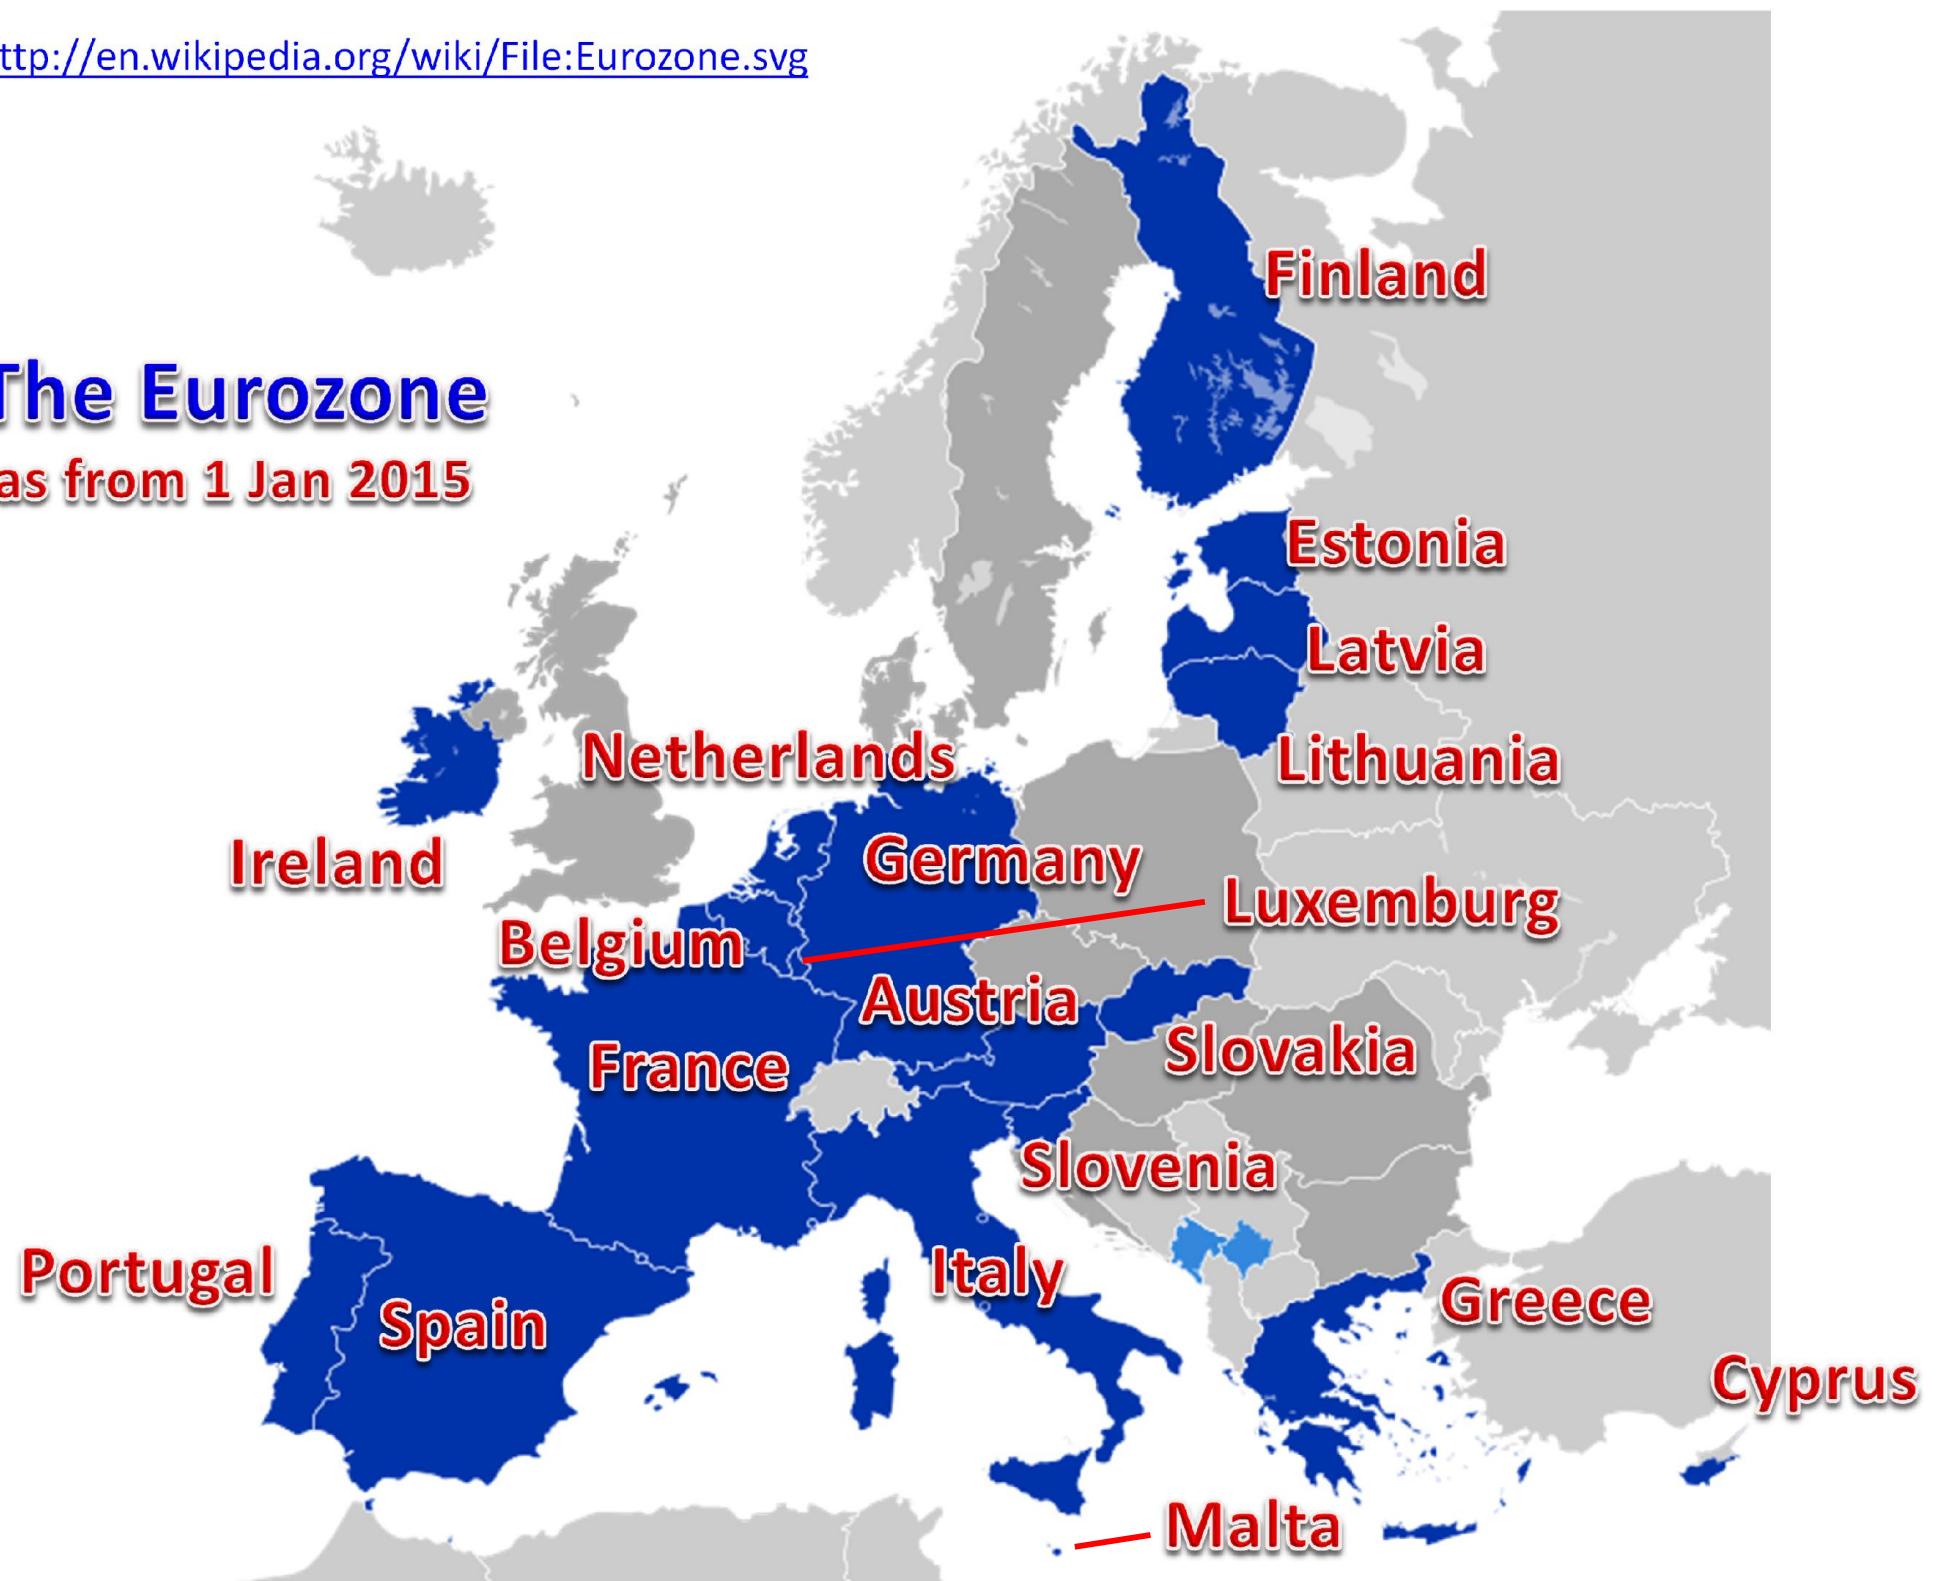 ttp://en.wikipedia.org/wiki/File:Eurozone.svg
Finland
The Eurozone
as from 1 Jan 2015
Estonia
Latvia
Netherlands
Lithuania
Ireland
Germany
Luxemburg
Belgium
Austria
France
Slovakia
Slovenia
Portugal
Italy
Greece
Spain
Cyprus
Malta